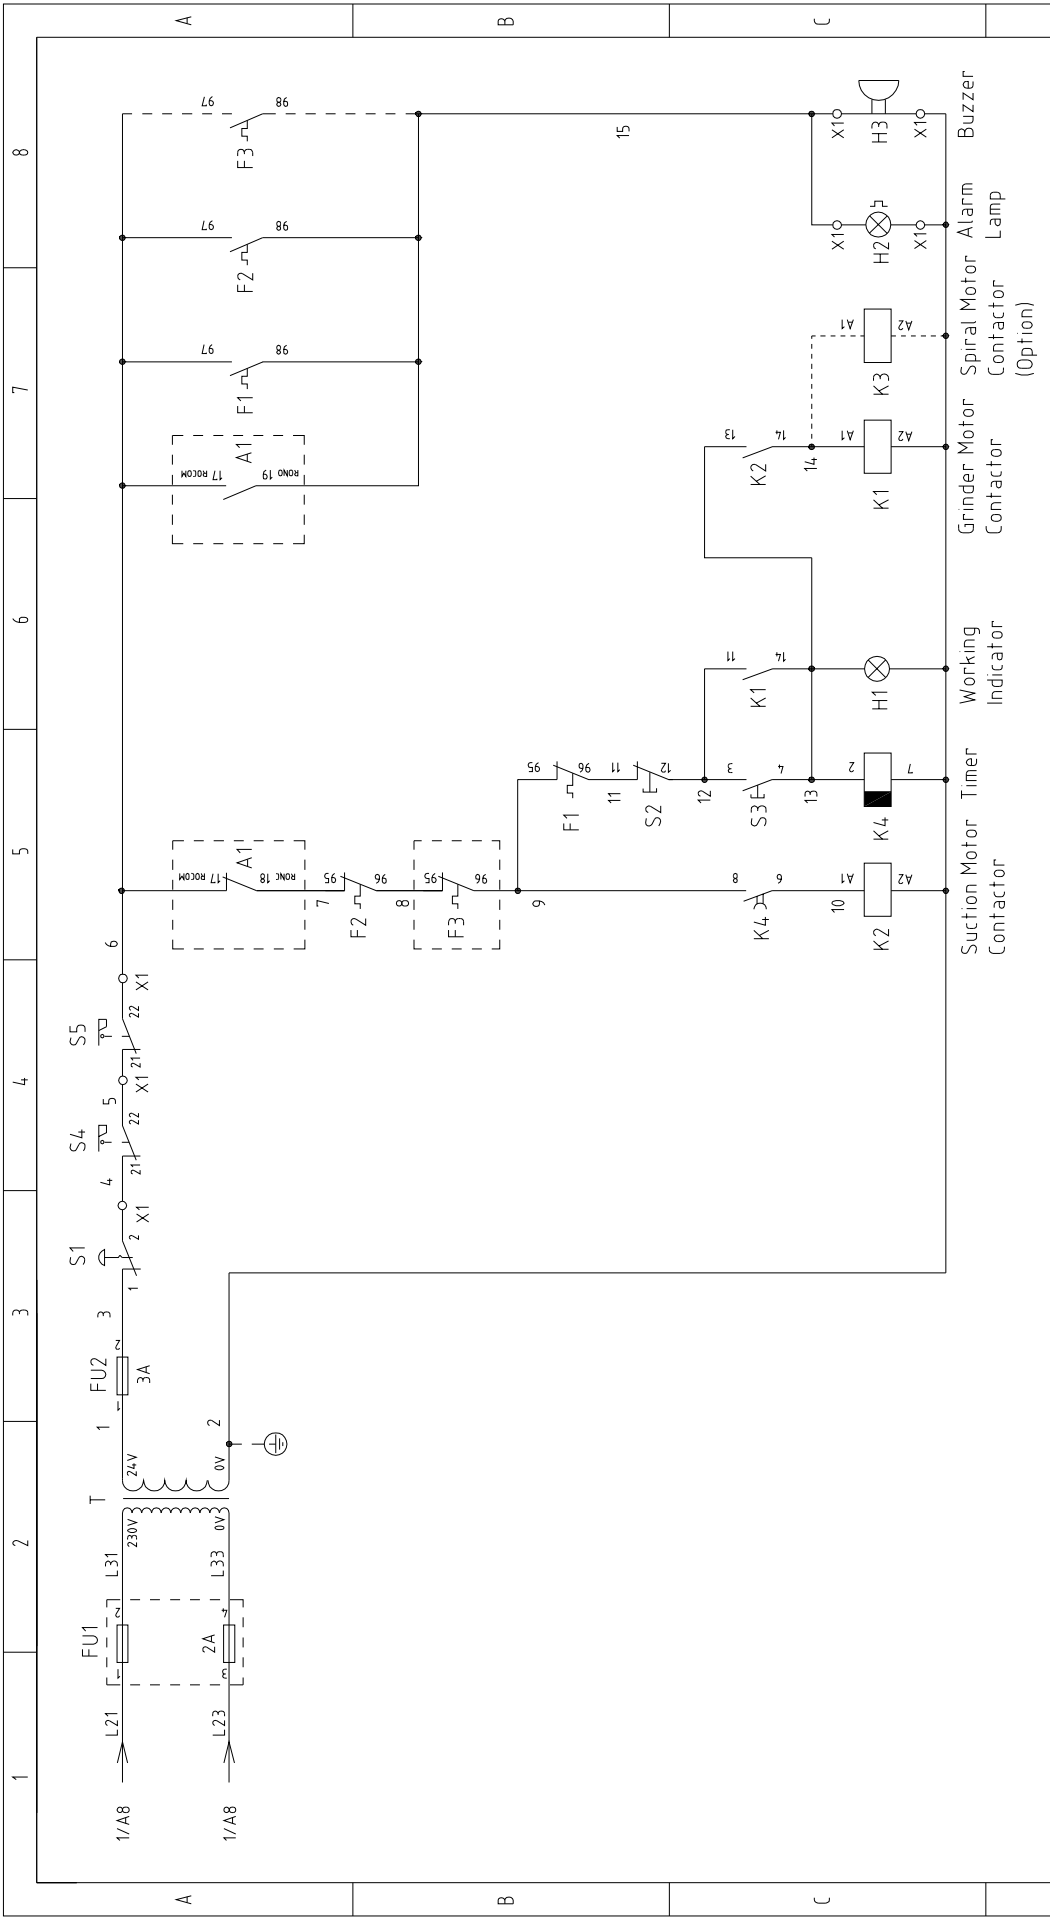 1 2 3 4 5 6 7 8
A
B
C
A
B
C
1/A8
1/A8
L21
L23
FU1
1 2
3 4
2A
L31
L33
T
230V
0V
24V
0V
1
2
FU2
1 2
3A
3
S1
1 2
X1
4
S4
21 22
5
X1
S5
21 22
X1
6
A1
17 ROCOM
RONC 18
7
F2
95 96
8
F3
95 96
9
K4
8 6
10
K2
A1 A2
Suction Motor
Contactor
F1
95 96
11
S2
11 12
12
S3
3 4
13
K4
2 7
Timer
K1
11 14
H1
Working
Indicator
K2
13 14
14
K1
A1 A2
Grinder Motor
Contactor
K3
A1 A2
Spiral Motor
Contactor
(Option)
A1
17 ROCOM
RONO 19
F1
97 98
F2
97 98
F3
97 98
15
X1
H2
X1
Alarm
Lamp
X1
H3
X1
Buzzer